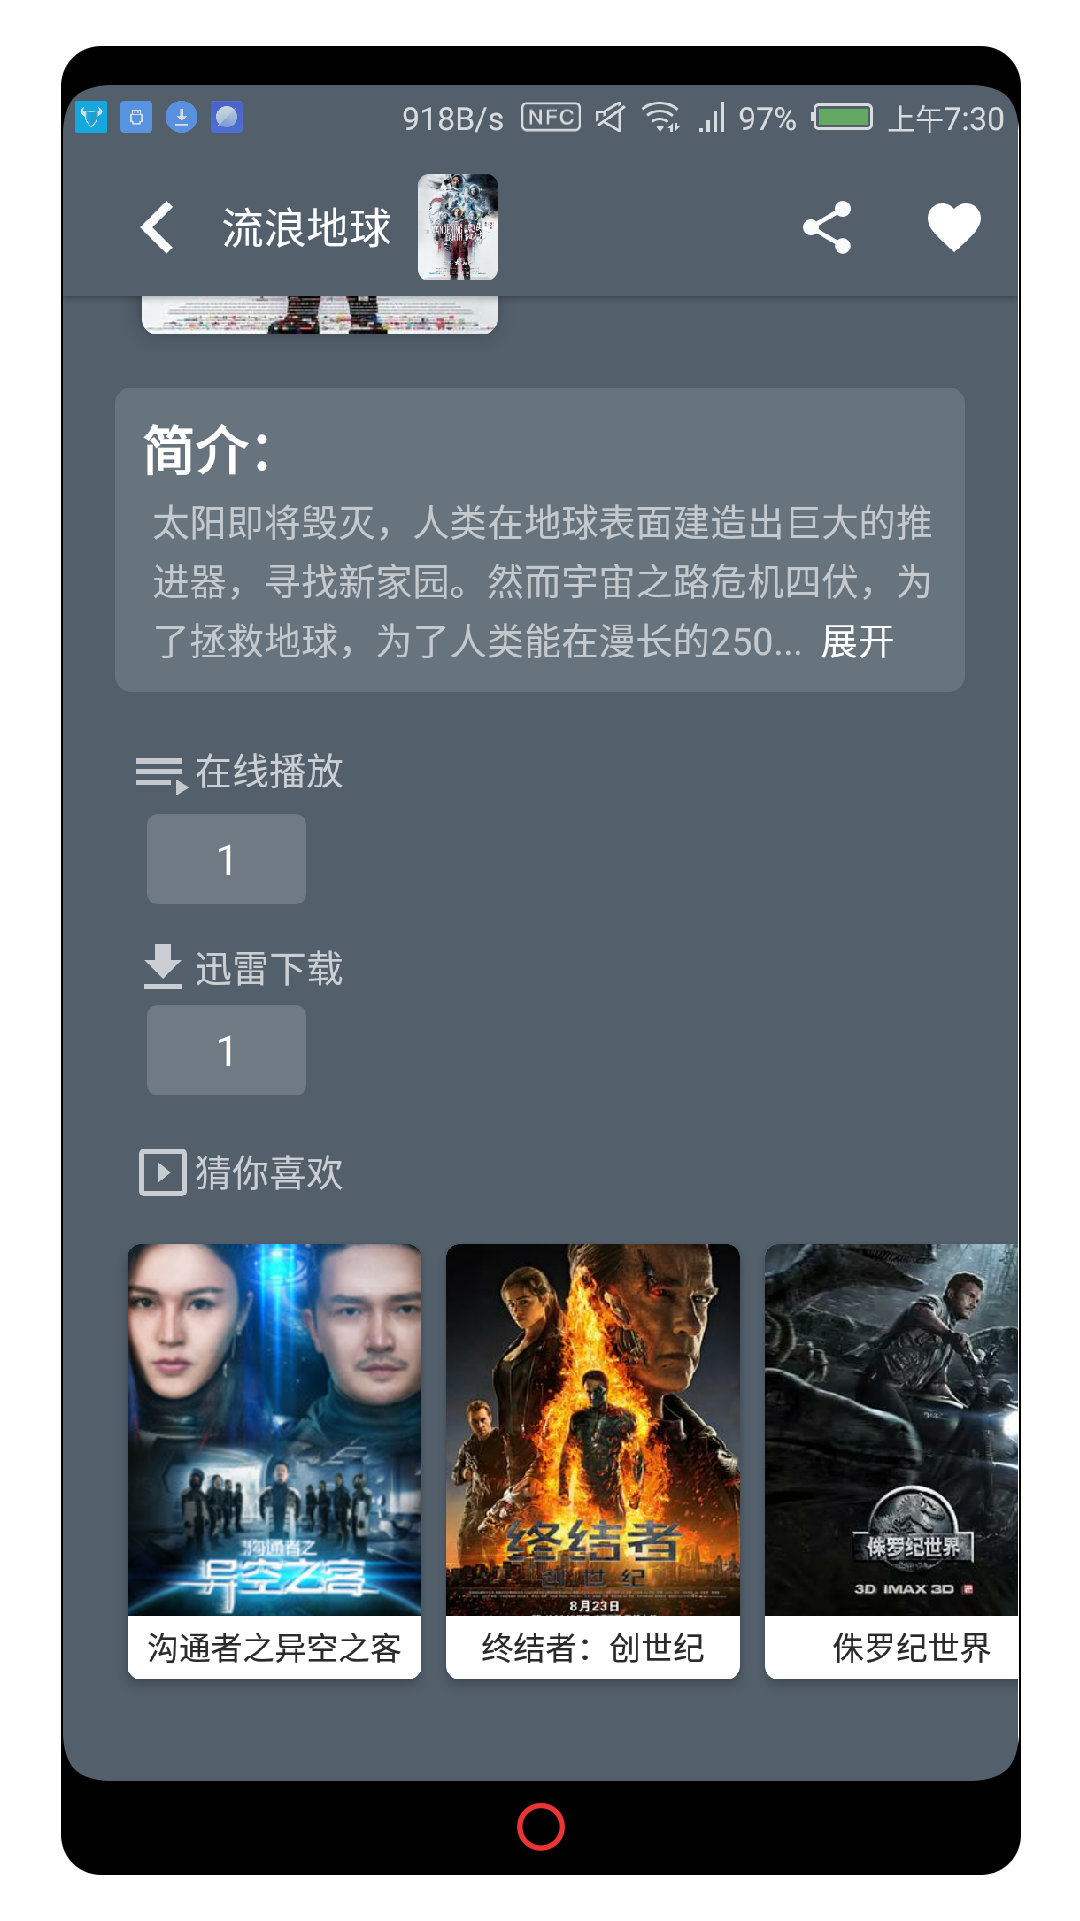 918B/s NFC 97% 上午7:30
流浪地球
简介：
太阳即将毁灭，人类在地球表面建造出巨大的推
进器，寻找新家园。然而宇宙之路危机四伏，为
了拯救地球，为了人类能在漫长的250... 展开
在线播放
1
迅雷下载
1
猜你喜欢
沟通者之
异空之客
终结者
创世纪
8月23日
侏罗纪世界
3D IMAX 3D
沟通者之异空之客
终结者：创世纪
侏罗纪世界